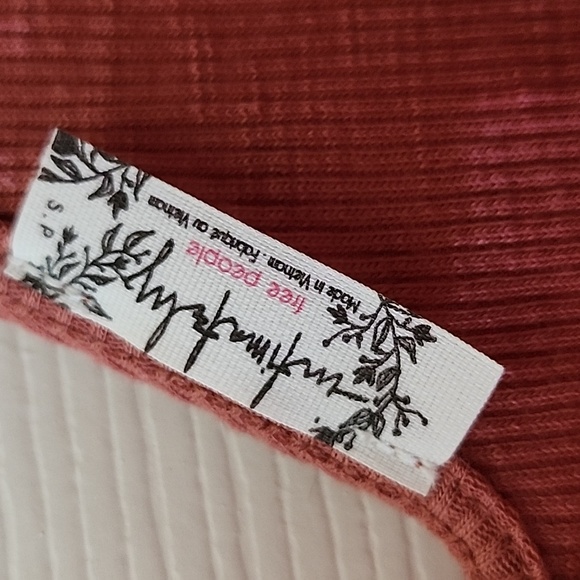 Intimately
free people
Made in Vietnam . Fabriqué au Vietnam
S.P